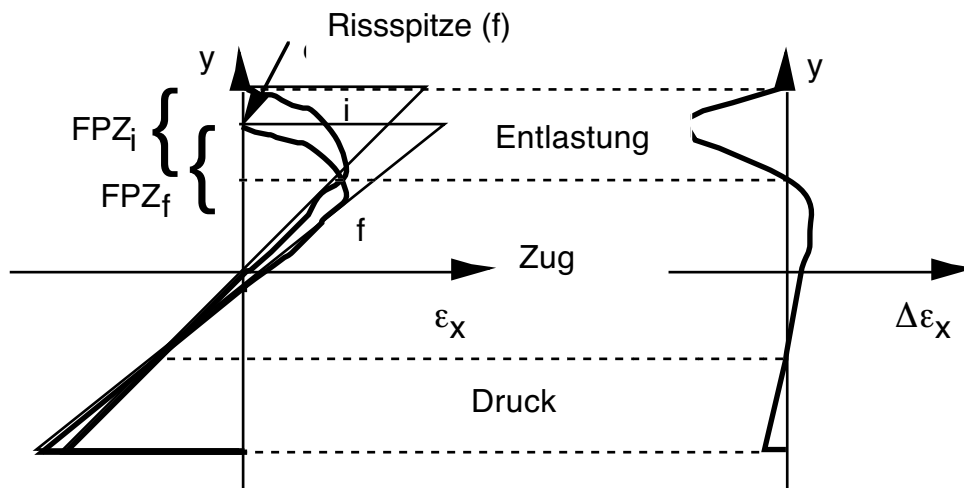 Rissspitze (f)
y
y
i
FPZi
Entlastung
FPZf
f
Zug
εx
Δεx
Druck